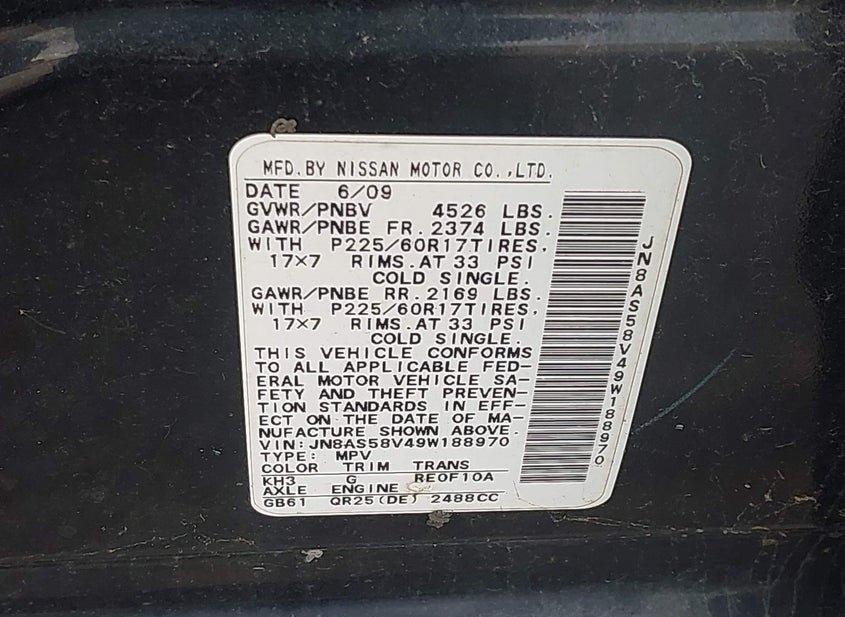 MFD.BY NISSAN MOTOR CO.,LTD.
DATE 6/09
GVWR/PNBV 4526 LBS.
GAWR/PNBE FR. 2374 LBS.
WITH P225/60R17TIRES,
17×7 RIMS.AT 33 PSI
COLD SINGLE.
GAWR/PNBE RR. 2169 LBS.
WITH P225/60R17TIRES,
17×7 RIMS.AT 33 PSI
COLD SINGLE.
THIS VEHICLE CONFORMS
TO ALL APPLICABLE FED-
ERAL MOTOR VEHICLE SA-
FETY AND THEFT PREVEN-
TION STANDARDS IN EFF-
ECT ON THE DATE OF MA-
NUFACTURE SHOWN ABOVE.
VIN:JN8AS58V49W188970
TYPE: MPV
COLOR TRIM TRANS
KH3 G RE0F10A
AXLE ENGINE
GB61 QR25(DE) 2488CC
JN8AS58V49W188970